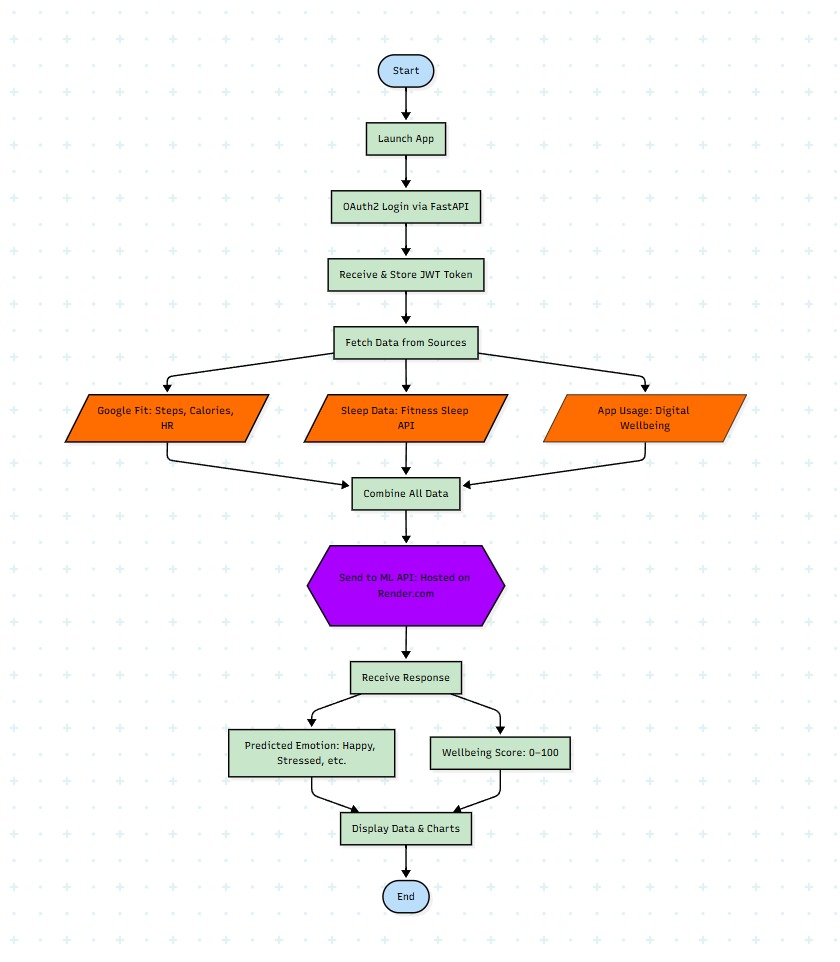 Start
Launch App
OAuth2 Login via FastAPI
Receive & Store JWT Token
Fetch Data from Sources
Google Fit: Steps, Calories,
HR
Sleep Data: Fitness Sleep
API
App Usage: Digital
Wellbeing
Combine All Data
Send to ML API: Hosted on
Render.com
Receive Response
Predicted Emotion: Happy,
Stressed, etc.
Wellbeing Score: 0–100
Display Data & Charts
End